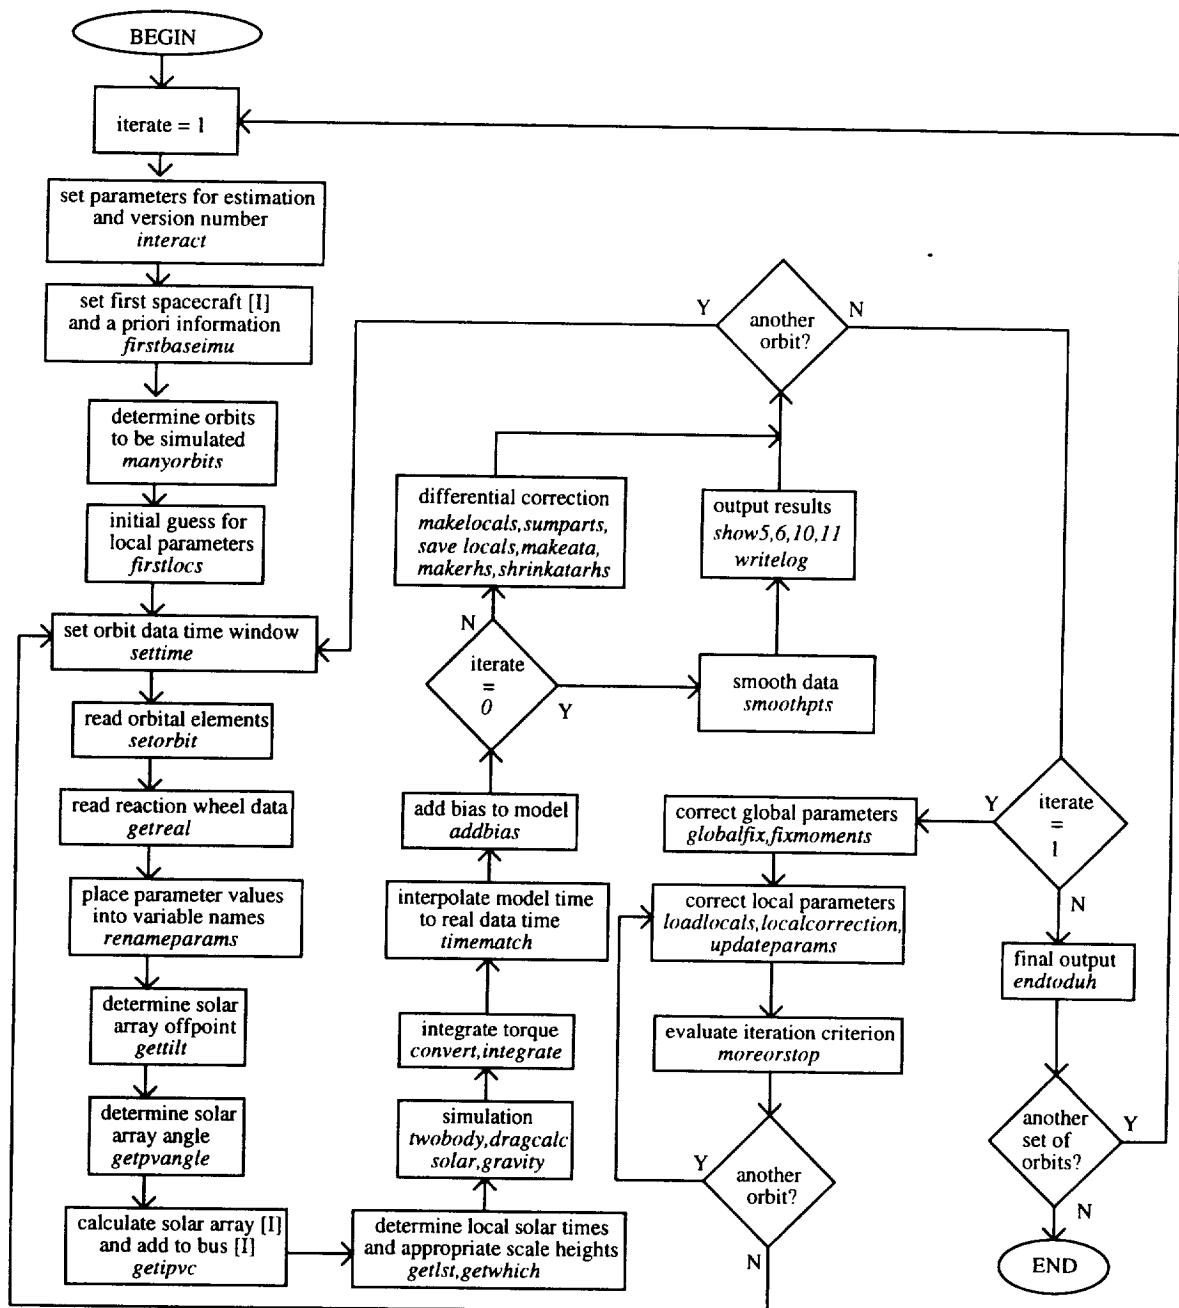 BEGIN
iterate = 1
set parameters for estimation
and version number
interact
set first spacecraft [I]
and a priori information
firstbaseimu
determine orbits
to be simulated
manyorbits
initial guess for
local parameters
firstlocs
set orbit data time window
settime
read orbital elements
setorbit
read reaction wheel data
getreal
place parameter values
into variable names
renameparams
determine solar
array offpoint
gettilt
determine solar
array angle
getpvangle
calculate solar array [I]
and add to bus [I]
getipvc
determine local solar times
and appropriate scale heights
getlst,getwhich
simulation
twobody,dragcalc
solar,gravity
integrate torque
convert,integrate
interpolate model time
to real data time
timematch
add bias to model
addbias
iterate
=
0
N
Y
differential correction
makelocals,sumparts,
save locals,makeata,
makerhs,shrinkatarhs
smooth data
smoothpts
output results
show5,6,10,11
writelog
another
orbit?
Y
N
iterate
=
1
Y
N
correct global parameters
globalfix,fixmoments
correct local parameters
loadlocals,localcorrection,
updateparams
evaluate iteration criterion
moreorstop
another
orbit?
Y
N
final output
endtoduh
another
set of
orbits?
Y
N
END